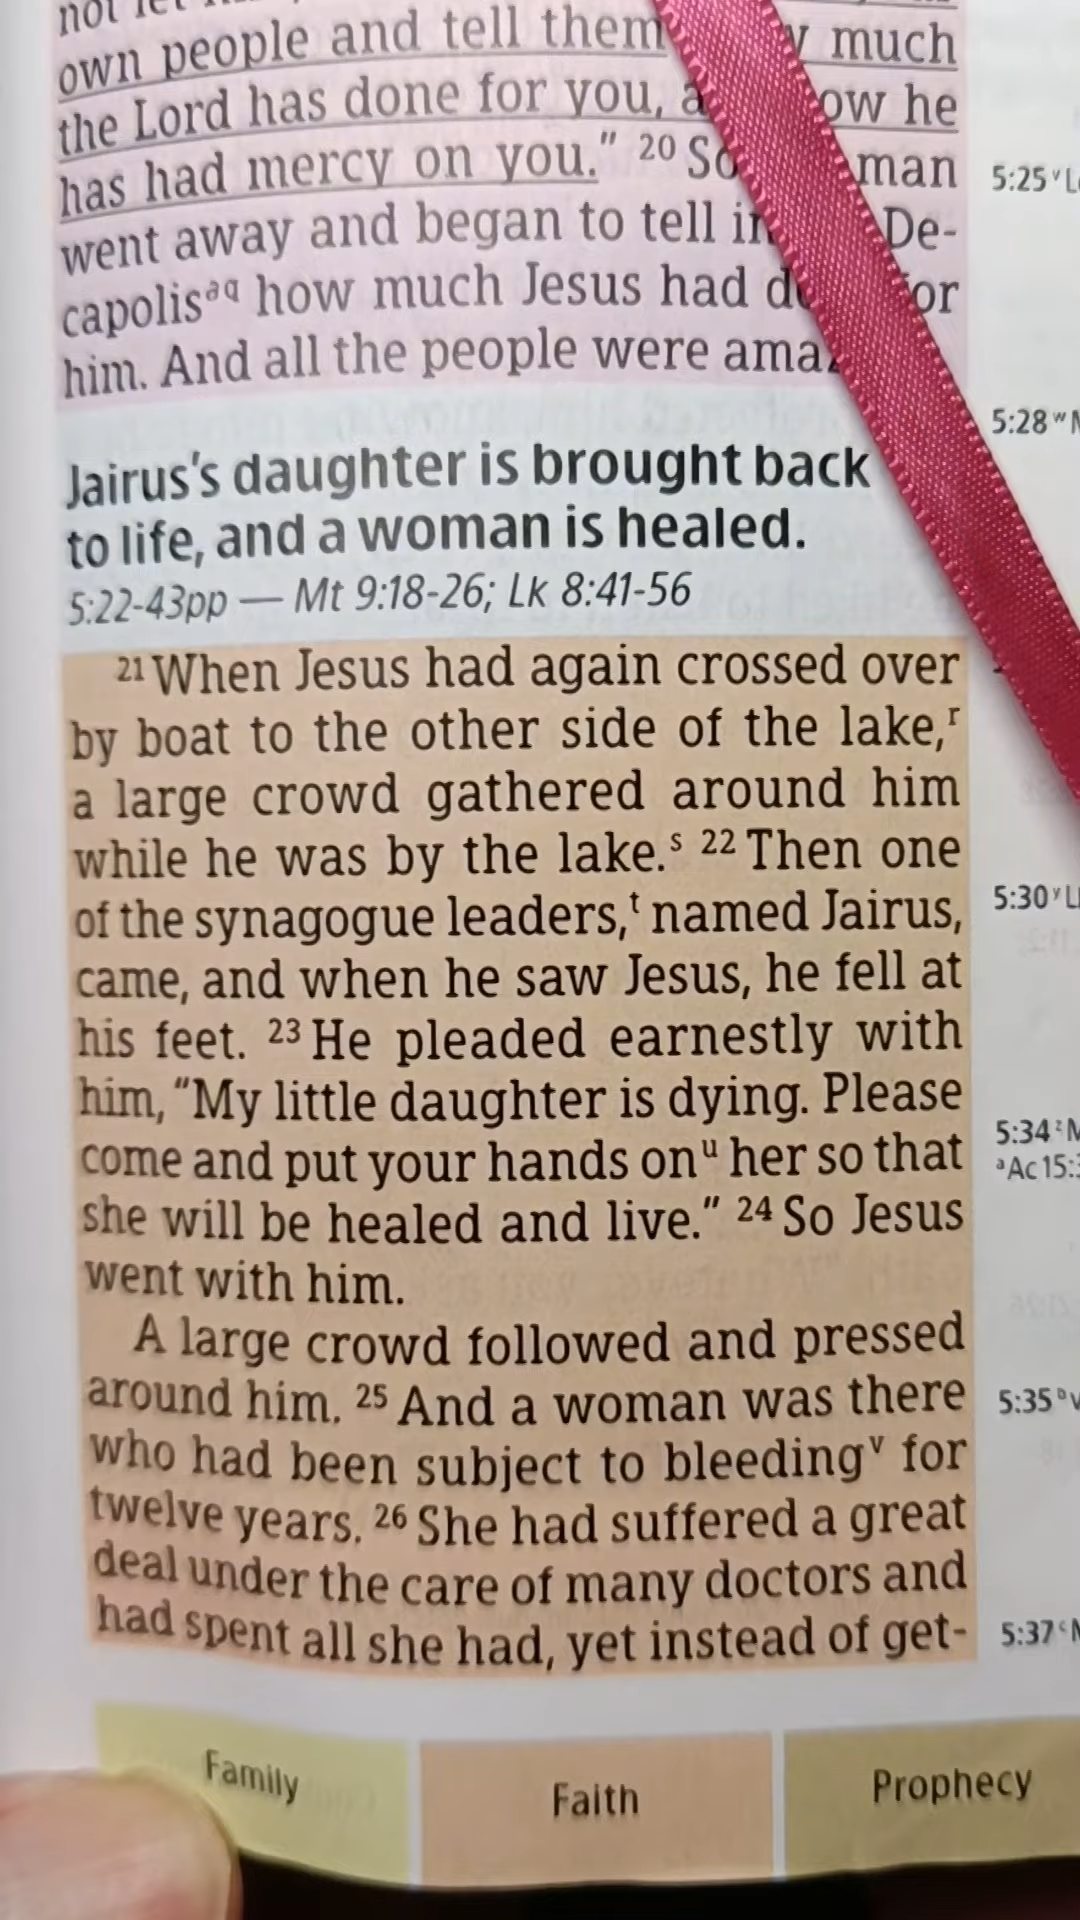 not let
own people and tell them much
the Lord has done for you, ow he
has had mercy on you." 20 So man
went away and began to tell in De-
capolisaq how much Jesus had for
him. And all the people were
Jairus's daughter is brought back
to life, and a woman is healed.
5:22-43pp — Mt 9:18-26; Lk 8:41-56
21 When Jesus had again crossed over
by boat to the other side of the lake,r
a large crowd gathered around him
while he was by the lake.s 22 Then one
of the synagogue leaders,t named Jairus,
came, and when he saw Jesus, he fell at
his feet. 23 He pleaded earnestly with
him, "My little daughter is dying. Please
come and put your hands onu her so that
she will be healed and live." 24 So Jesus
went with him.
A large crowd followed and pressed
around him. 25 And a woman was there
who had been subject to bleedingv for
twelve years. 26 She had suffered a great
deal under the care of many doctors and
had spent all she had, yet instead of get-
5:25 v
5:28 w
5:30 y
5:34 z
a Ac 15:
5:35 b
5:37 c
Family
Faith
Prophecy